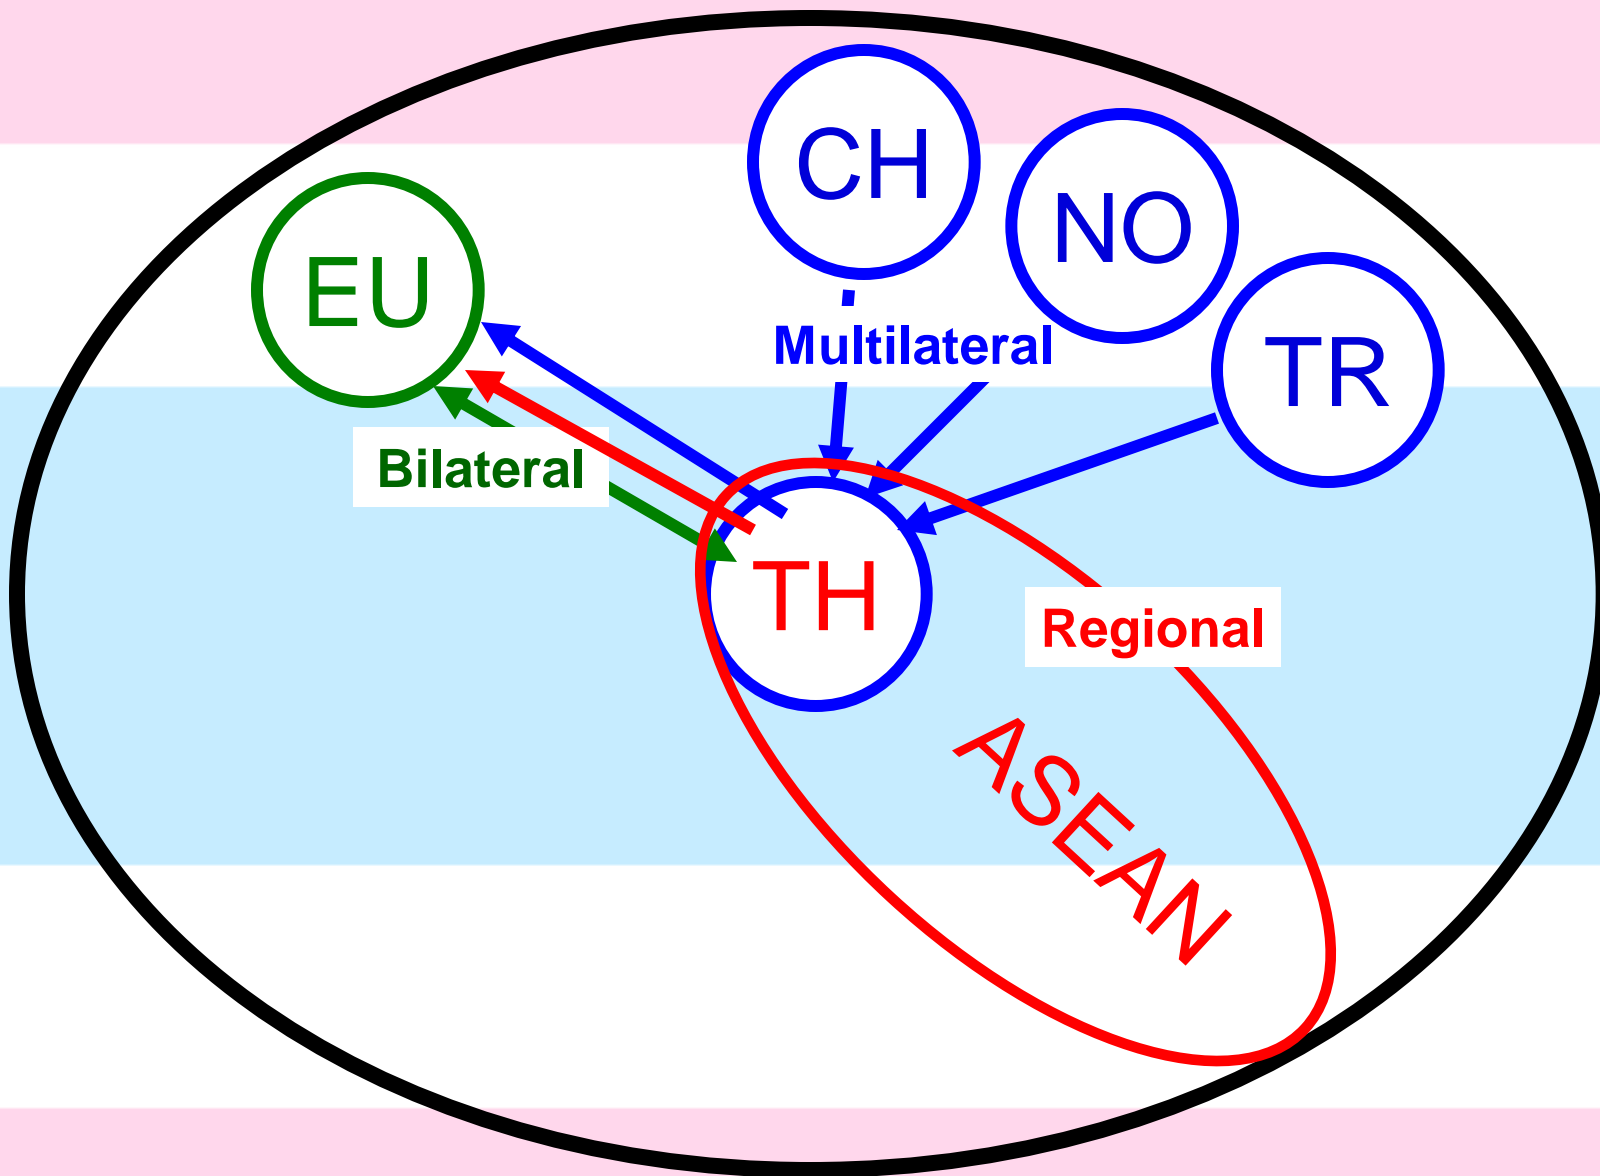 CH
NO
EU
Multilateral
TR
Bilateral
TH
Regional
ASEAN